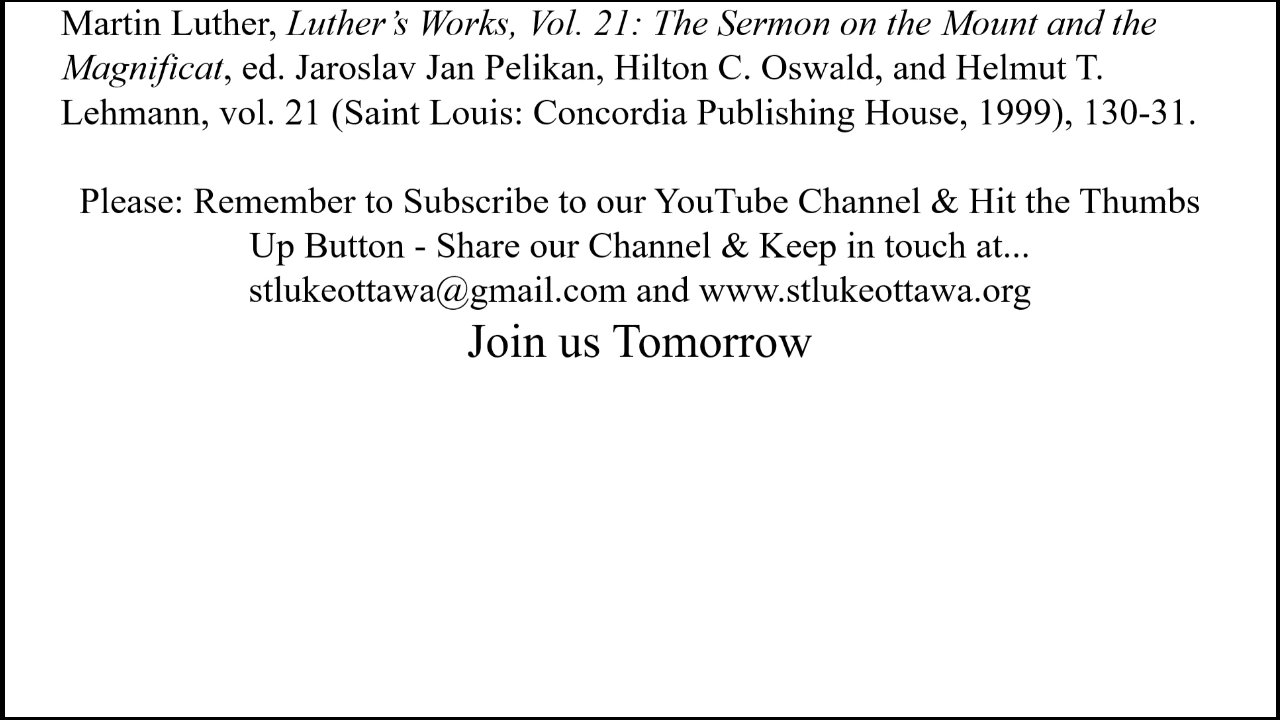 Martin Luther, Luther’s Works, Vol. 21: The Sermon on the Mount and the
Magnificat, ed. Jaroslav Jan Pelikan, Hilton C. Oswald, and Helmut T.
Lehmann, vol. 21 (Saint Louis: Concordia Publishing House, 1999), 130-31.
Please: Remember to Subscribe to our YouTube Channel & Hit the Thumbs
Up Button - Share our Channel & Keep in touch at...
stlukeottawa@gmail.com and www.stlukeottawa.org
Join us Tomorrow